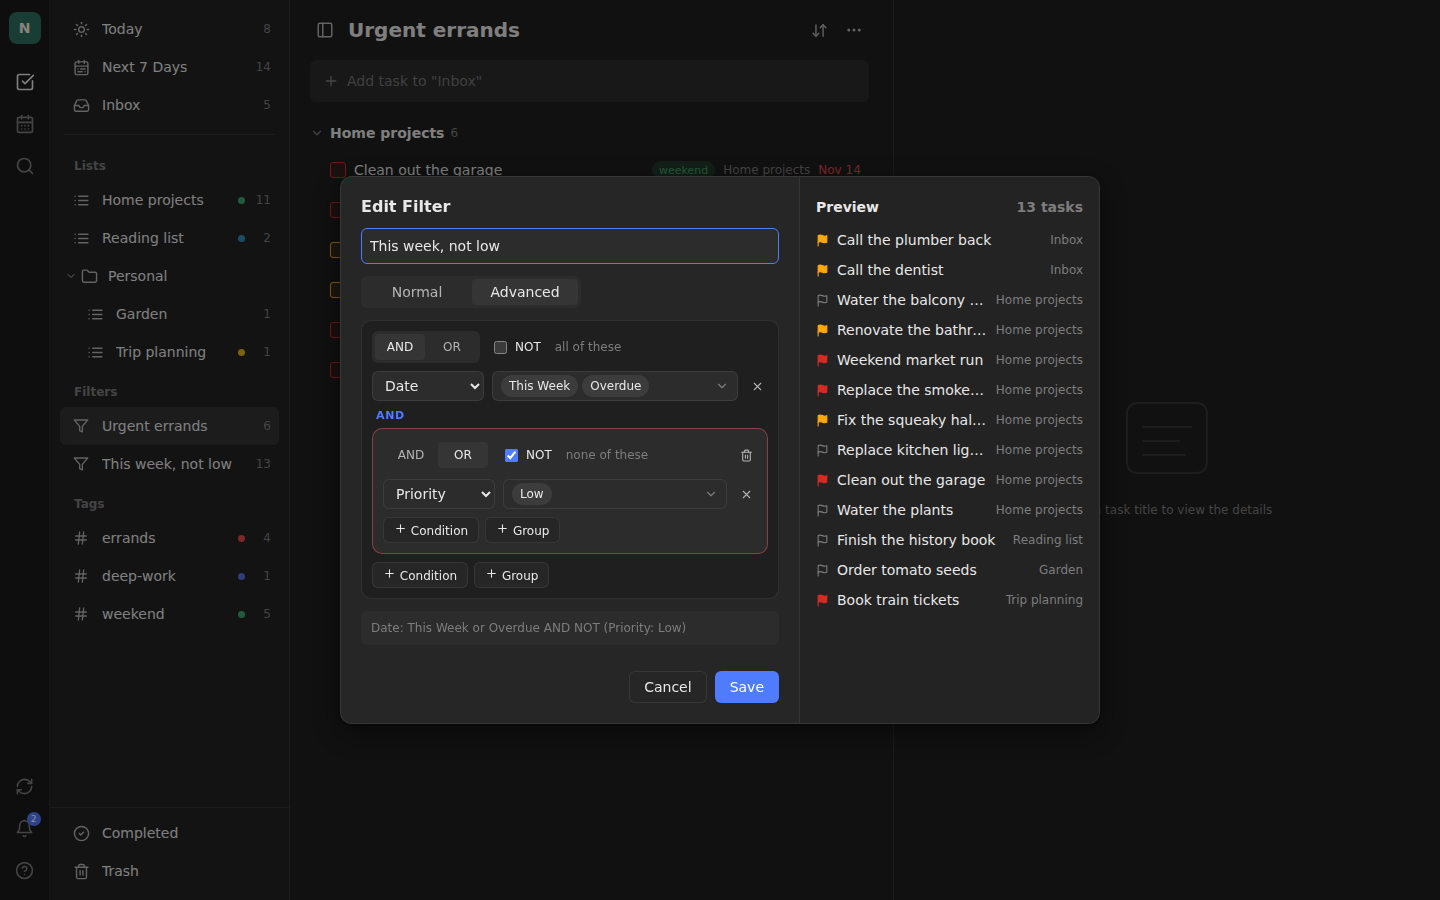 N
Today 8
Next 7 Days 14
Inbox 5
Lists
Home projects 11
Reading list 2
Personal
Garden 1
Trip planning 1
Filters
Urgent errands 6
This week, not low 13
Tags
# errands 4
# deep-work 1
# weekend 5
2
Completed
Trash
Urgent errands
Add task to "Inbox"
Home projects 6
Clean out the garage weekend Home projects Nov 14
Edit Filter
This week, not low
Normal Advanced
AND OR NOT all of these
Date This Week Overdue
AND
AND OR NOT none of these
Priority Low
+ Condition + Group
+ Condition + Group
Date: This Week or Overdue AND NOT (Priority: Low)
Cancel Save
Preview 13 tasks
Call the plumber back Inbox
Call the dentist Inbox
Water the balcony ... Home projects
Renovate the bathr... Home projects
Weekend market run Home projects
Replace the smoke... Home projects
Fix the squeaky hal... Home projects
Replace kitchen lig... Home projects
Clean out the garage Home projects
Water the plants Home projects
Finish the history book Reading list
Order tomato seeds Garden
Book train tickets Trip planning
task title to view the details